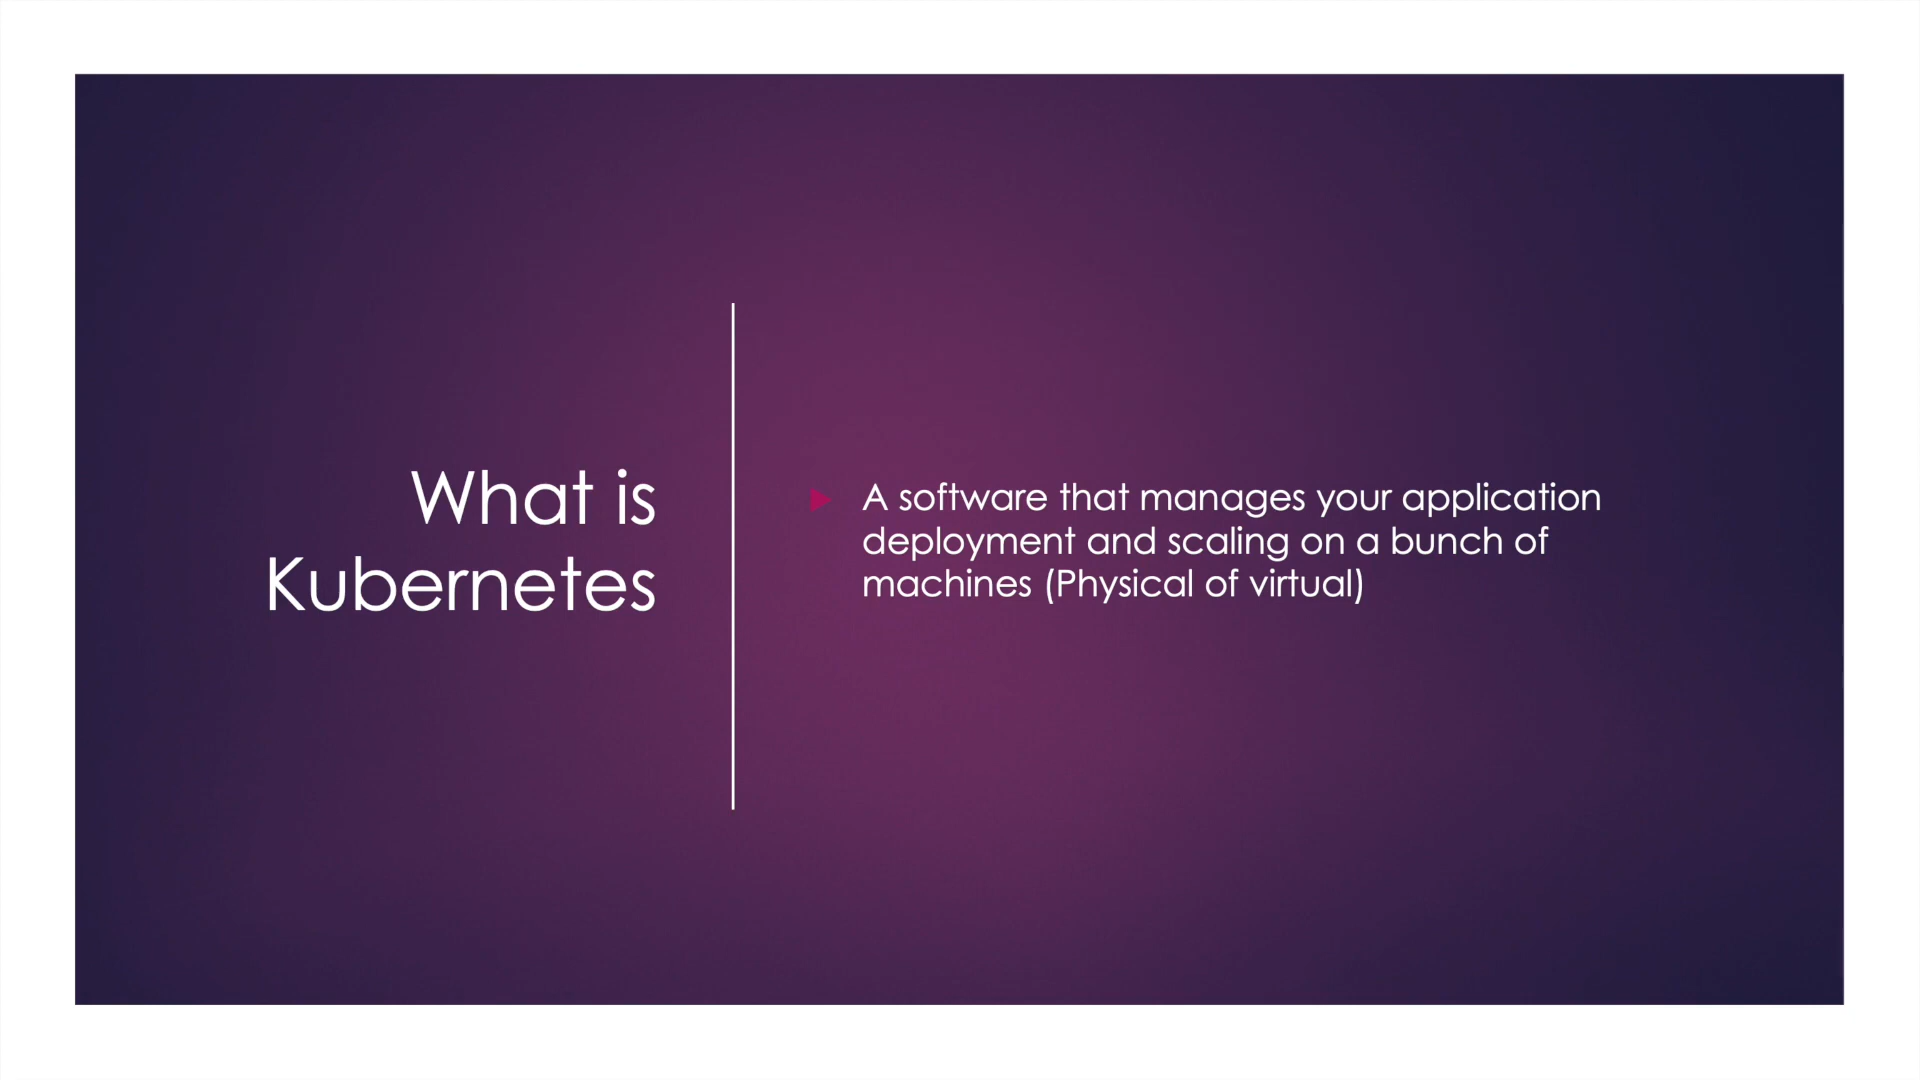 What is
Kubernetes
A software that manages your application
deployment and scaling on a bunch of
machines (Physical of virtual)